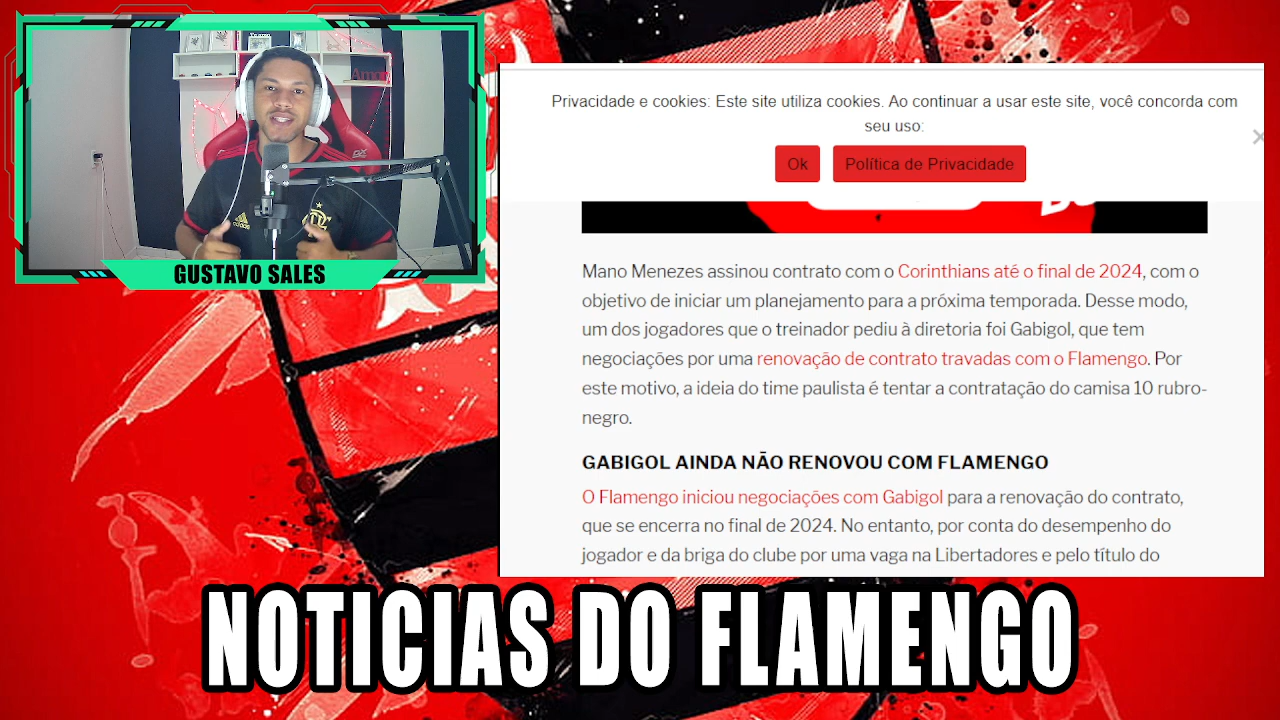 GUSTAVO SALES
Privacidade e cookies: Este site utiliza cookies. Ao continuar a usar este site, você concorda com
seu uso:
Ok
Política de Privacidade
Mano Menezes assinou contrato com o Corinthians até o final de 2024, com o
objetivo de iniciar um planejamento para a próxima temporada. Desse modo,
um dos jogadores que o treinador pediu à diretoria foi Gabigol, que tem
negociações por uma renovação de contrato travadas com o Flamengo. Por
este motivo, a ideia do time paulista é tentar a contratação do camisa 10 rubro-
negro.
GABIGOL AINDA NÃO RENOVOU COM FLAMENGO
O Flamengo iniciou negociações com Gabigol para a renovação do contrato,
que se encerra no final de 2024. No entanto, por conta do desempenho do
jogador e da briga do clube por uma vaga na Libertadores e pelo título do
NOTICIAS DO FLAMENGO